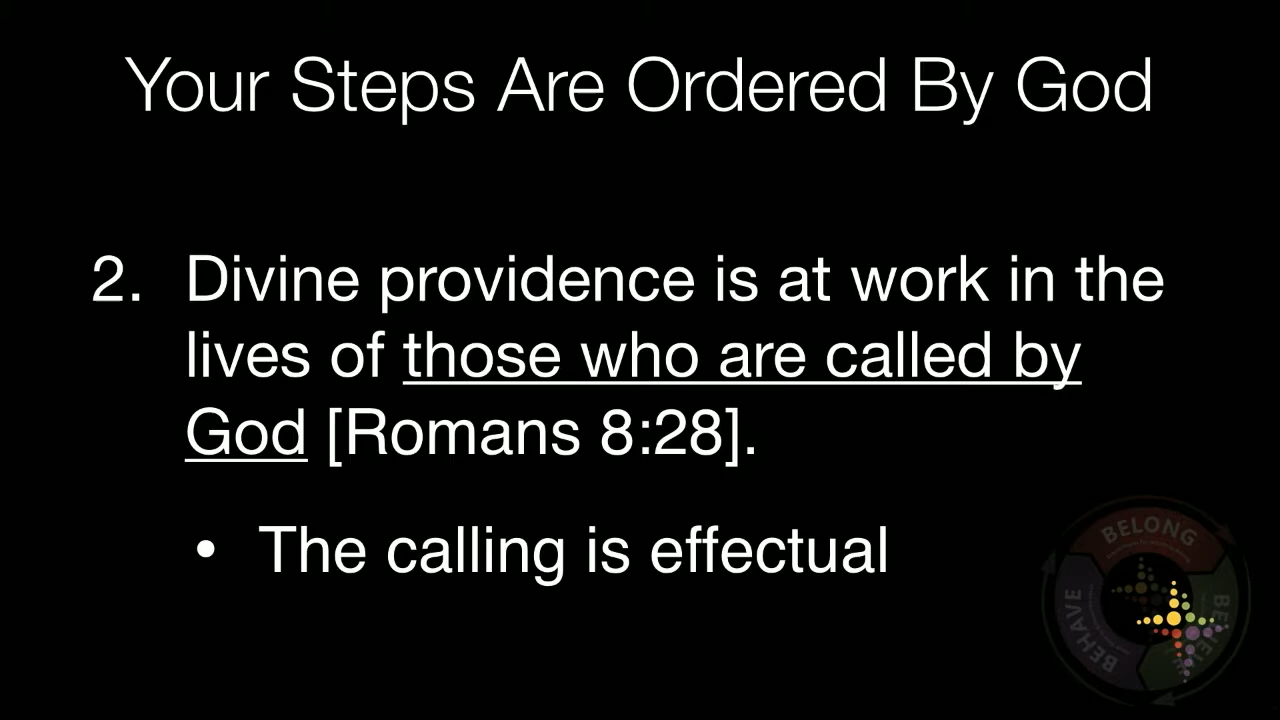 Your Steps Are Ordered By God
2. Divine providence is at work in the
lives of those who are called by
God [Romans 8:28].
• The calling is effectual
BELONG
BEHAVE